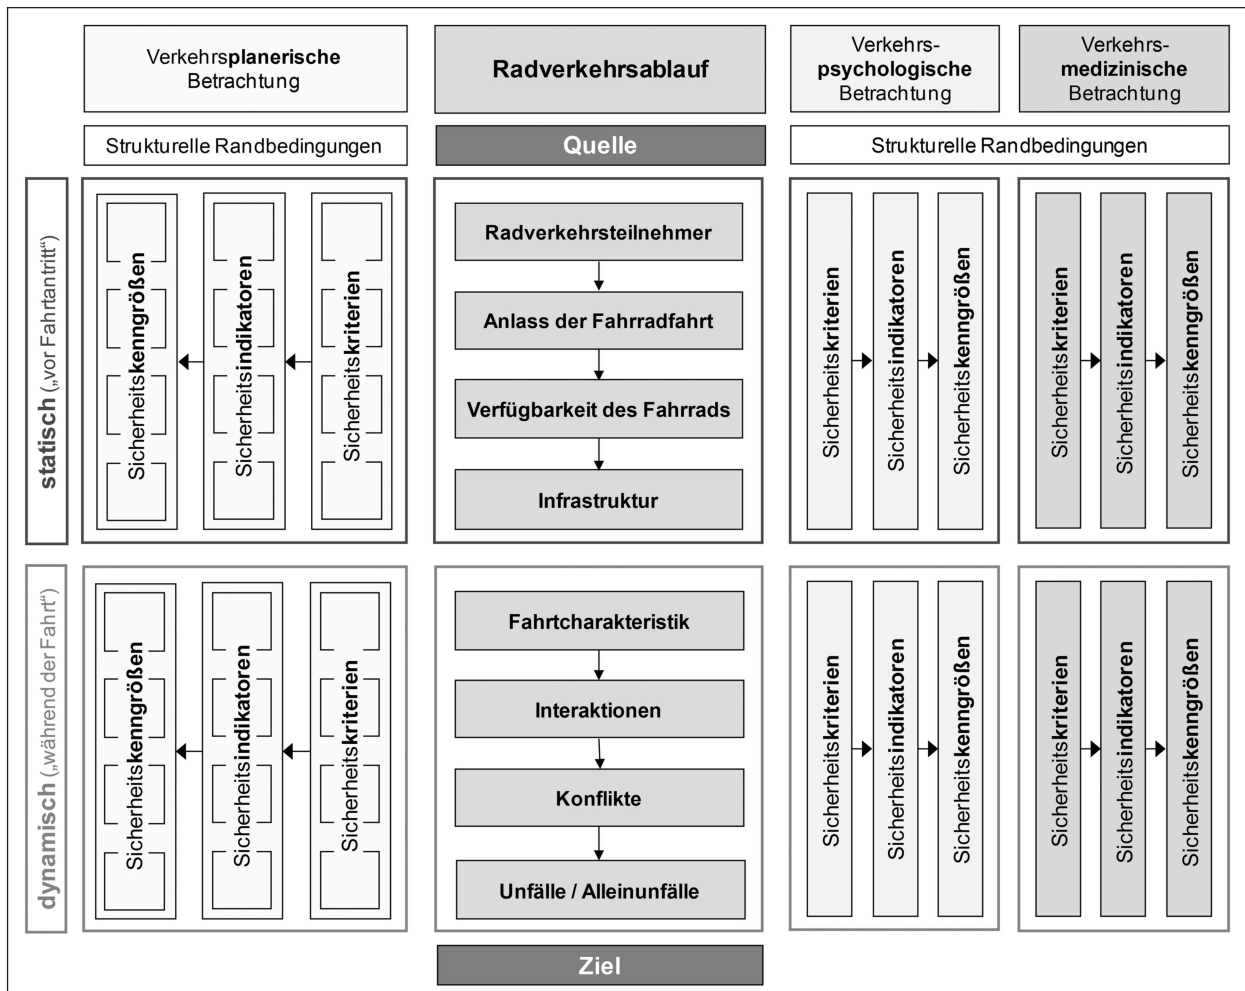 Verkehrsplanerische
Betrachtung
Radverkehrsablauf
Verkehrs-
psychologische
Betrachtung
Verkehrs-
medizinische
Betrachtung
Strukturelle Randbedingungen
Quelle
Strukturelle Randbedingungen
statisch („vor Fahrtantritt“)
Sicherheitskenngrößen
Sicherheitsindikatoren
Sicherheitskriterien
Radverkehrsteilnehmer
Anlass der Fahrradfahrt
Verfügbarkeit des Fahrrads
Infrastruktur
Sicherheitskriterien
Sicherheitsindikatoren
Sicherheitskenngrößen
Sicherheitskriterien
Sicherheitsindikatoren
Sicherheitskenngrößen
dynamisch („während der Fahrt“)
Sicherheitskenngrößen
Sicherheitsindikatoren
Sicherheitskriterien
Fahrtcharakteristik
Interaktionen
Konflikte
Unfälle / Alleinunfälle
Sicherheitskriterien
Sicherheitsindikatoren
Sicherheitskenngrößen
Sicherheitskriterien
Sicherheitsindikatoren
Sicherheitskenngrößen
Ziel